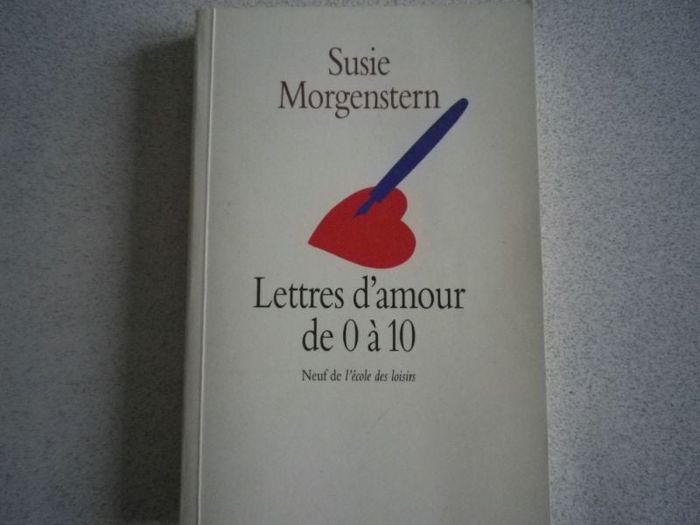 Susie
Morgenstern
Lettres d'amour
de 0 à 10
Neuf de l'école des loisirs